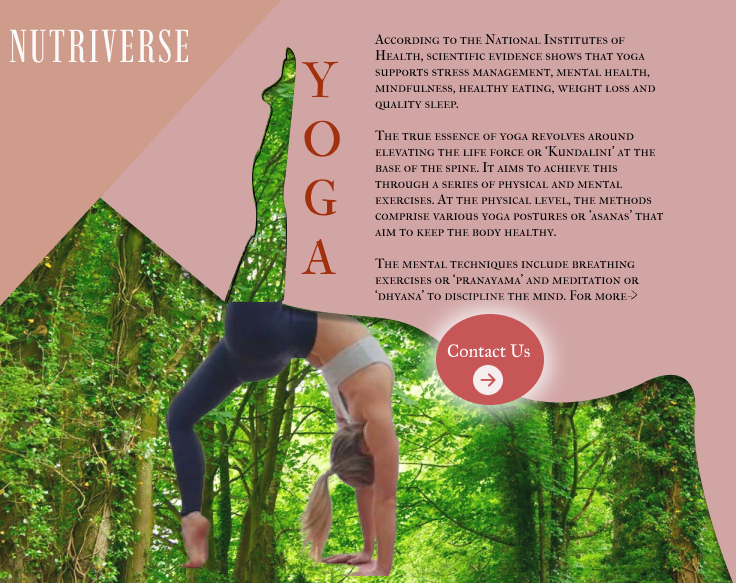 NUTRIVERSE
YOGA
According to the National Institutes of
Health, scientific evidence shows that yoga
supports stress management, mental health,
mindfulness, healthy eating, weight loss and
quality sleep.
The true essence of yoga revolves around
elevating the life force or ‘Kundalini’ at the
base of the spine. It aims to achieve this
through a series of physical and mental
exercises. At the physical level, the methods
comprise various yoga postures or ‘asanas’ that
aim to keep the body healthy.
The mental techniques include breathing
exercises or ‘pranayama’ and meditation or
‘dhyana’ to discipline the mind. For more->
Contact Us